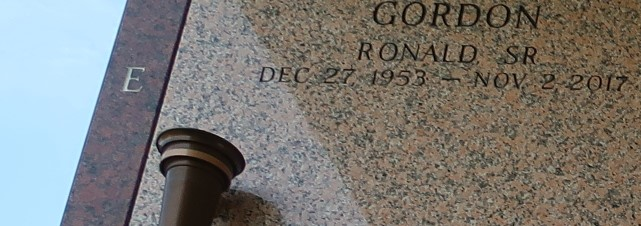 GORDON
RONALD SR
DEC 27 1953 — NOV 2 2017
E